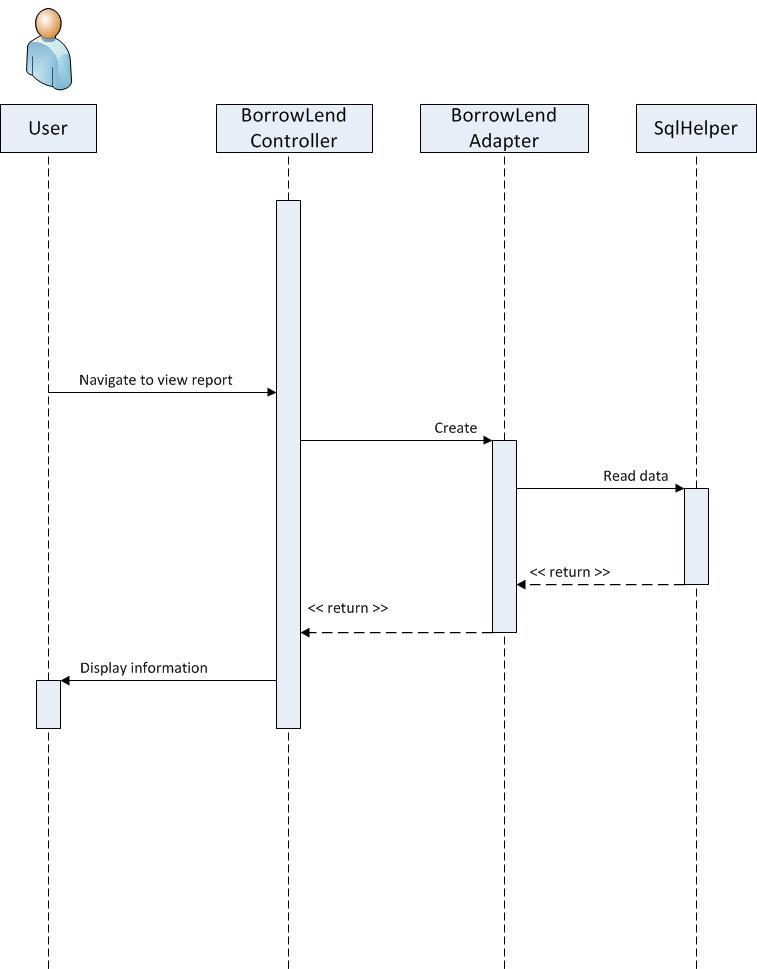 User
BorrowLend
Controller
BorrowLend
Adapter
SqlHelper
Navigate to view report
Create
Read data
<< return >>
<< return >>
Display information